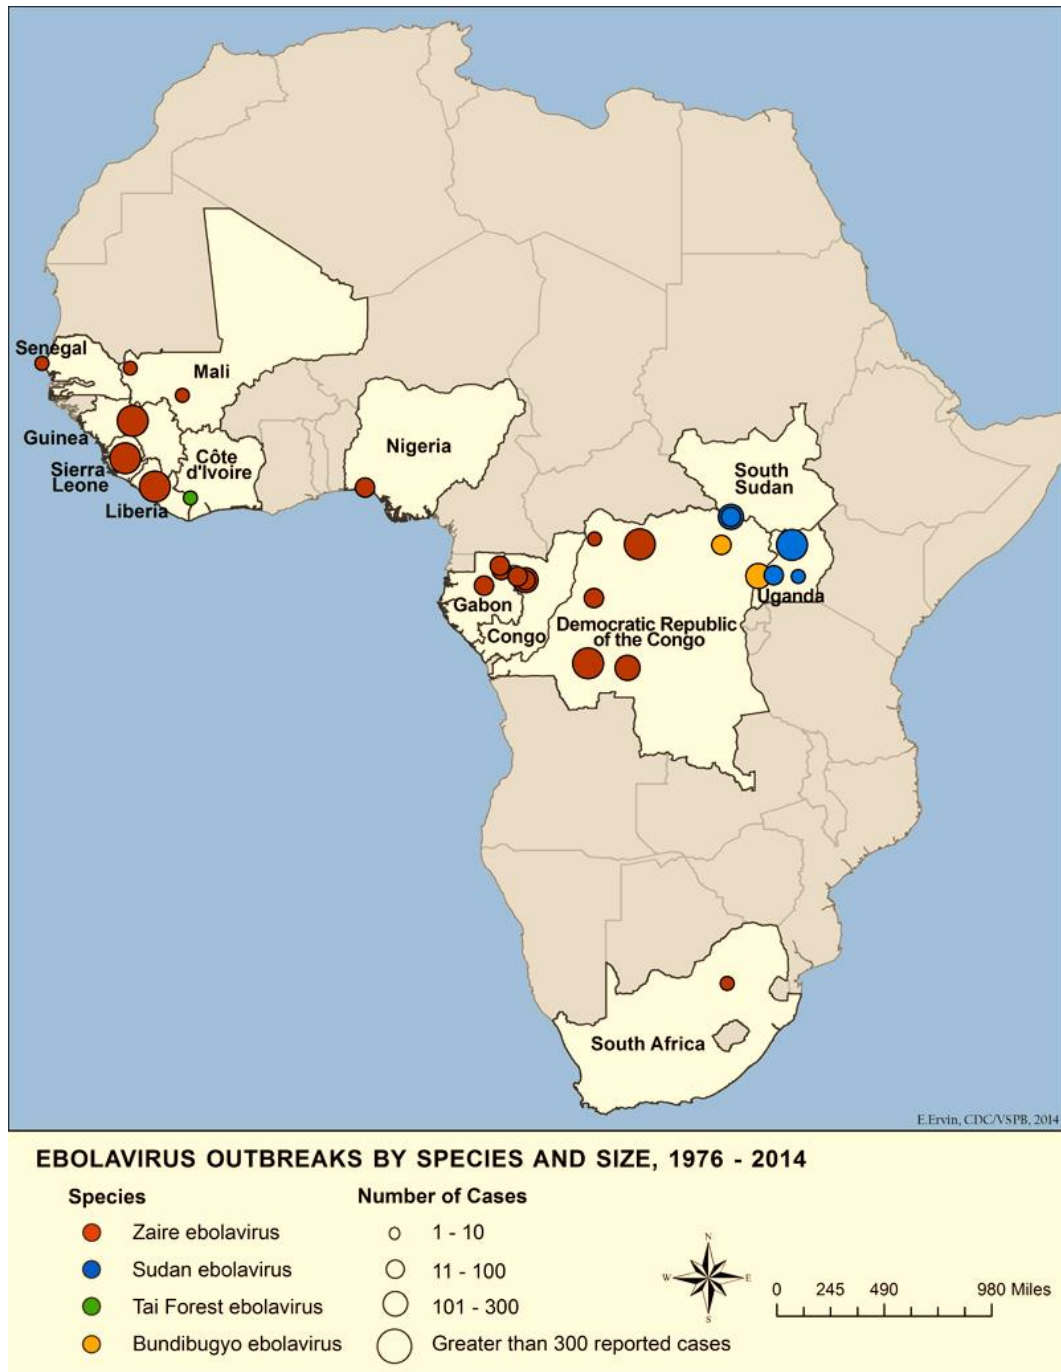 Senegal
Mali
Guinea
Sierra
Leone
Côte
d'Ivoire
Liberia
Nigeria
South
Sudan
Uganda
Gabon
Congo
Democratic Republic
of the Congo
South Africa
E.Ervin, CDC/VSPB, 2014
EBOLAVIRUS OUTBREAKS BY SPECIES AND SIZE, 1976 - 2014
Species
Zaire ebolavirus
Sudan ebolavirus
Tai Forest ebolavirus
Bundibugyo ebolavirus
Number of Cases
1 - 10
11 - 100
101 - 300
Greater than 300 reported cases
N
W E
S
0 245 490 980 Miles